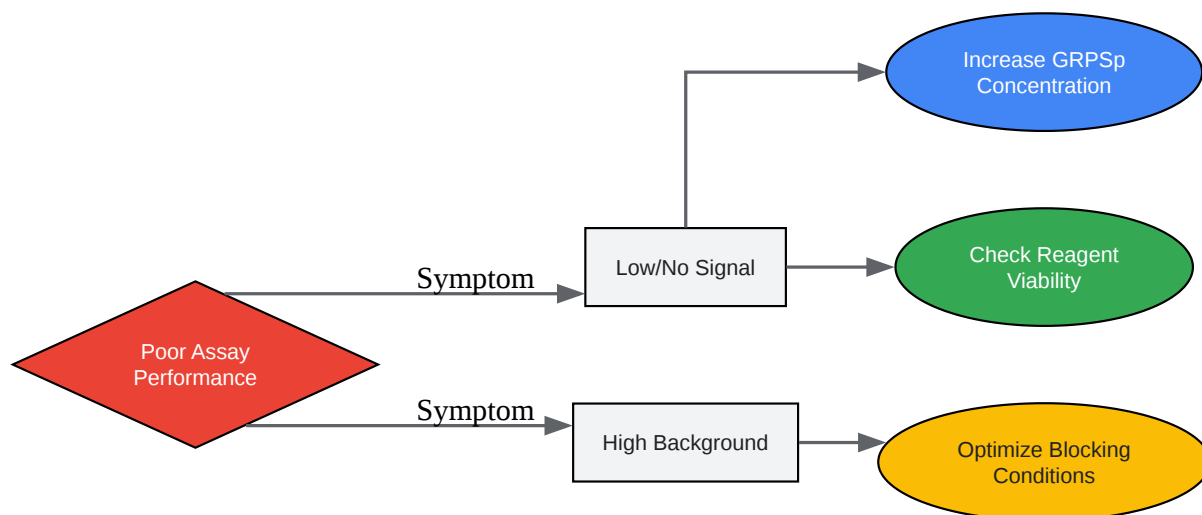 Increase GRPSp
Concentration
Symptom
Low/No Signal
Check Reagent
Viability
Poor Assay
Performance
Symptom
High Background
Optimize Blocking
Conditions